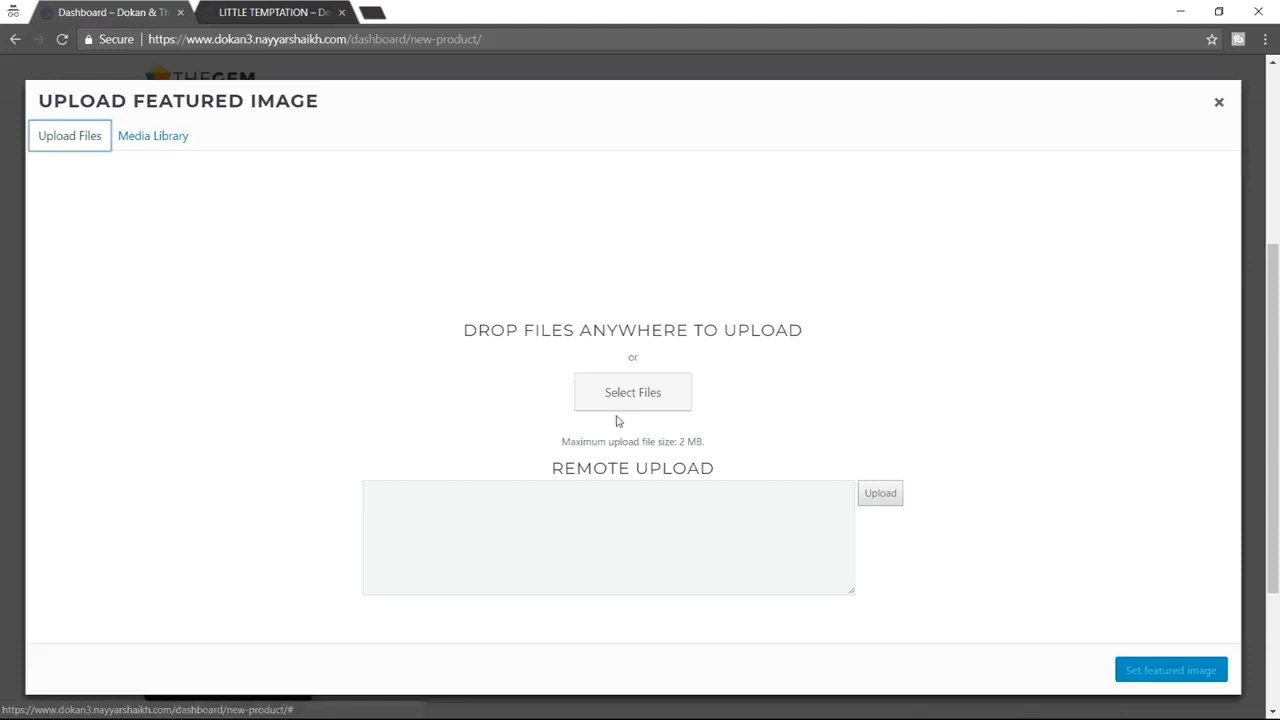 Dashboard – Dokan & Th
LITTLE TEMPTATION – Do
Secure https://www.dokan3.nayyarshaikh.com/dashboard/new-product/
THEGEM
UPLOAD FEATURED IMAGE
Upload Files Media Library
DROP FILES ANYWHERE TO UPLOAD
or
Select Files
Maximum upload file size: 2 MB.
REMOTE UPLOAD
Upload
Set featured image
https://www.dokan3.nayyarshaikh.com/dashboard/new-product/#